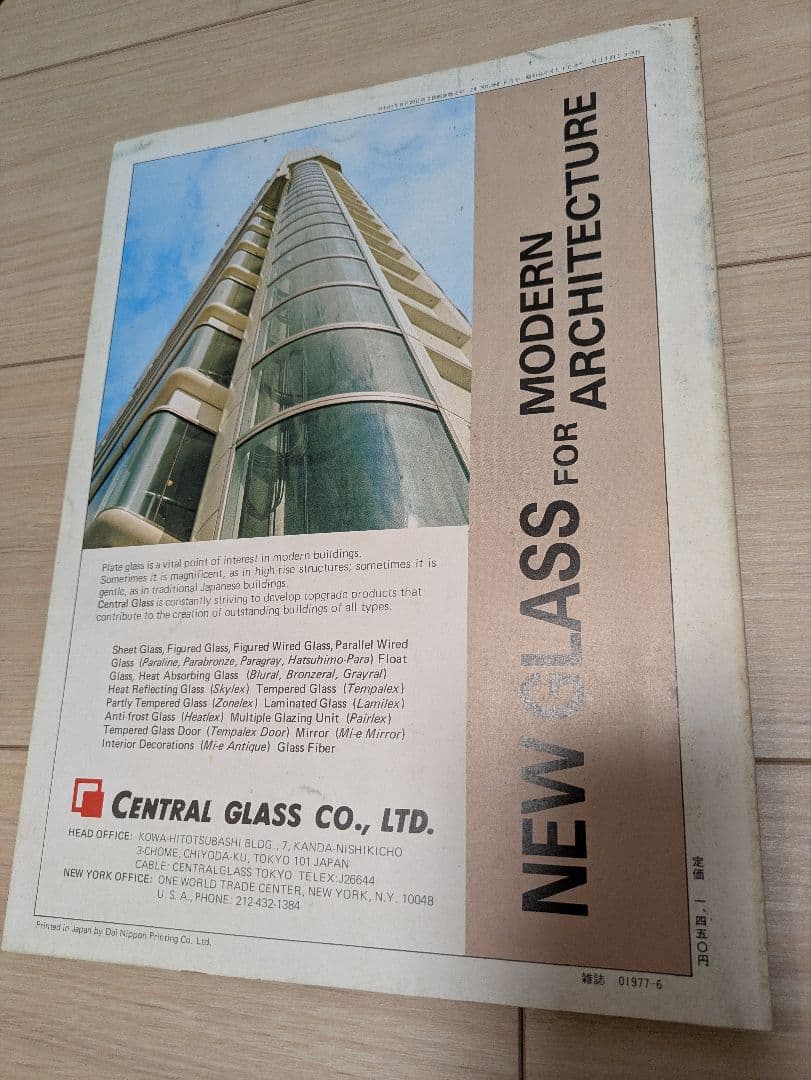 NEW GLASS FOR MODERN ARCHITECTURE
Plate glass is a vital point of interest in modern buildings.
Sometimes it is magnificent, as in high rise structures; sometimes it is
gentle, as in traditional Japanese buildings.
Central Glass is constantly striving to develop topgrade products that
contribute to the creation of outstanding buildings of all types.
Sheet Glass, Figured Glass, Figured Wired Glass, Parallel Wired
Glass (Paraline, Parabronze, Paragray, Hatsuhimo-Para) Float
Glass, Heat Absorbing Glass (Blural, Bronzeral, Grayral)
Heat Reflecting Glass (Skylex) Tempered Glass (Tempalex)
Partly Tempered Glass (Zonelex) Laminated Glass (Lamilex)
Anti-frost Glass (Heatlex) Multiple Glazing Unit (Pairlex)
Tempered Glass Door (Tempalex Door) Mirror (Mi-e Mirror)
Interior Decorations (Mi-e Antique) Glass Fiber
CENTRAL GLASS CO., LTD.
HEAD OFFICE: KOWA-HITOTSUBASHI BLDG., 7, KANDA-NISHIKICHO
3-CHOME, CHIYODA-KU, TOKYO 101 JAPAN
CABLE: CENTRALGLASS TOKYO TELEX:J26644
NEW YORK OFFICE: ONE WORLD TRADE CENTER, NEW YORK, N.Y. 10048
U. S. A., PHONE: 212-432-1384
Printed in Japan by Dai Nippon Printing Co. Ltd.
定価 一、四五〇円
雑誌 01977-6